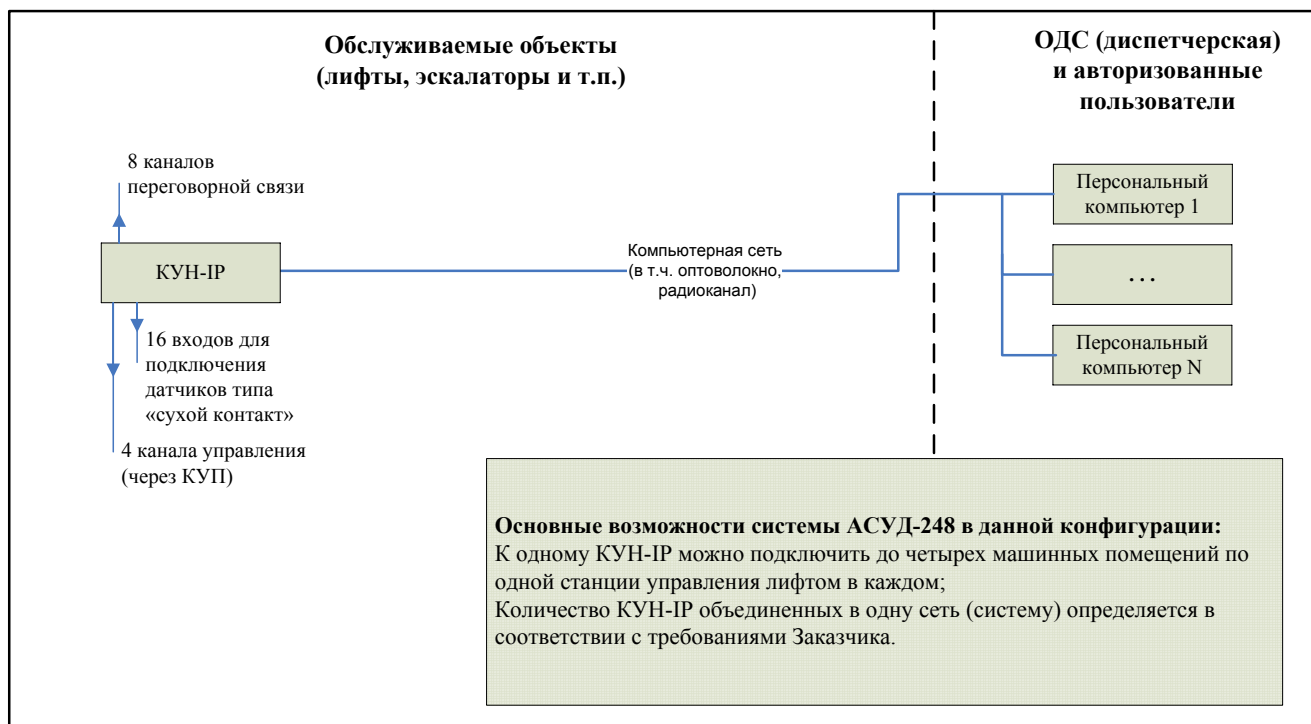 Обслуживаемые объекты
(лифты, эскалаторы и т.п.)
ОДС (диспетчерская)
и авторизованные
пользователи
8 каналов
переговорной связи
КУН-IP
16 входов для
подключения
датчиков типа
«сухой контакт»
4 канала управления
(через КУП)
Компьютерная сеть
(в т.ч. оптоволокно,
радиоканал)
Персональный
компьютер 1
...
Персональный
компьютер N
Основные возможности системы АСУД-248 в данной конфигурации:
К одному КУН-IP можно подключить до четырех машинных помещений по
одной станции управления лифтом в каждом;
Количество КУН-IP объединенных в одну сеть (систему) определяется в
соответствии с требованиями Заказчика.